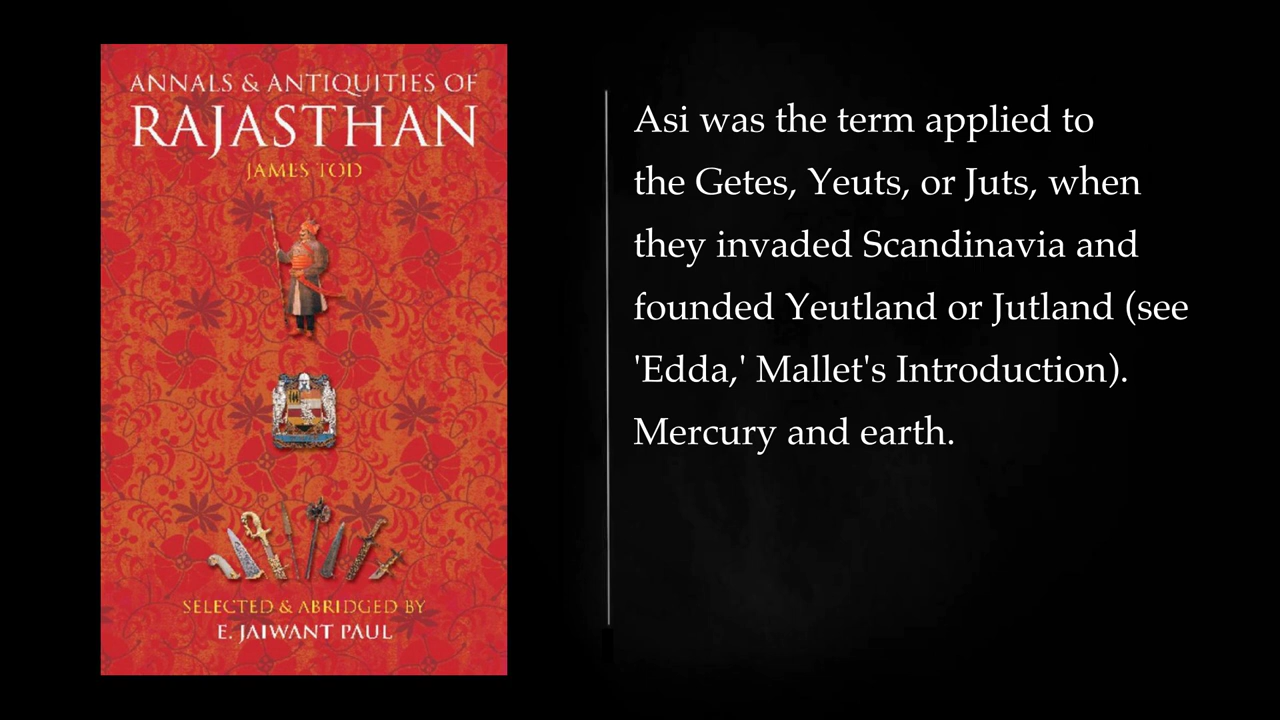 ANNALS & ANTIQUITIES OF
RAJASTHAN
JAMES TOD
SELECTED & ABRIDGED BY
E. JAIWANT PAUL
Asi was the term applied to
the Getes, Yeuts, or Juts, when
they invaded Scandinavia and
founded Yeutland or Jutland (see
'Edda,' Mallet's Introduction).
Mercury and earth.